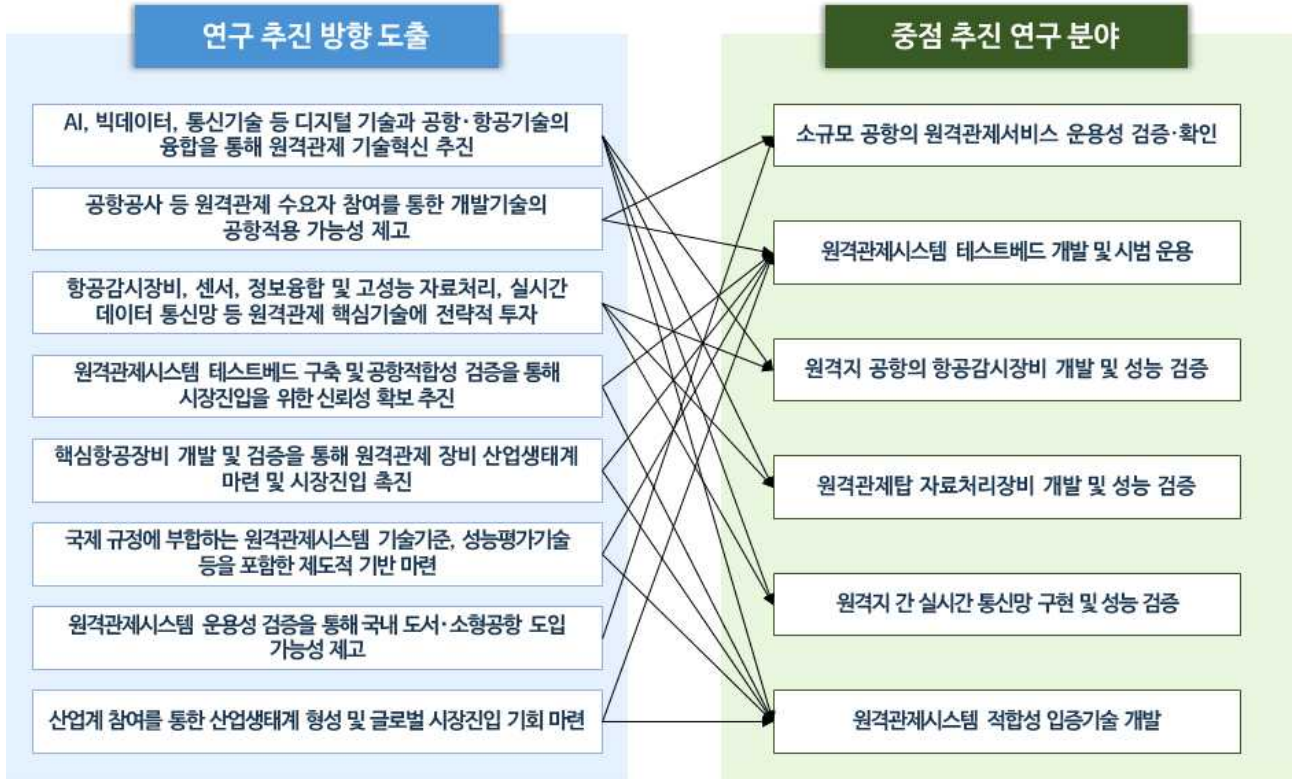 연구 추진 방향 도출
AI, 빅데이터, 통신기술 등 디지털 기술과 공항·항공기술의
융합을 통해 원격관제 기술혁신 추진
공항공사 등 원격관제 수요자 참여를 통한 개발기술의
공항적용 가능성 제고
항공감시장비, 센서, 정보융합 및 고성능 자료처리, 실시간
데이터 통신망 등 원격관제 핵심기술에 전략적 투자
원격관제시스템 테스트베드 구축 및 공항적합성 검증을 통해
시장진입을 위한 신뢰성 확보 추진
핵심항공장비 개발 및 검증을 통해 원격관제 장비 산업생태계
마련 및 시장진입 촉진
국제 규정에 부합하는 원격관제시스템 기술기준, 성능평가기술
등을 포함한 제도적 기반 마련
원격관제시스템 운용성 검증을 통해 국내 도서·소형공항 도입
가능성 제고
산업계 참여를 통한 산업생태계 형성 및 글로벌 시장진입 기회 마련
중점 추진 연구 분야
소규모 공항의 원격관제서비스 운용성 검증·확인
원격관제시스템 테스트베드 개발 및 시범 운용
원격지 공항의 항공감시장비 개발 및 성능 검증
원격관제탑 자료처리장비 개발 및 성능 검증
원격지 간 실시간 통신망 구현 및 성능 검증
원격관제시스템 적합성 입증기술 개발